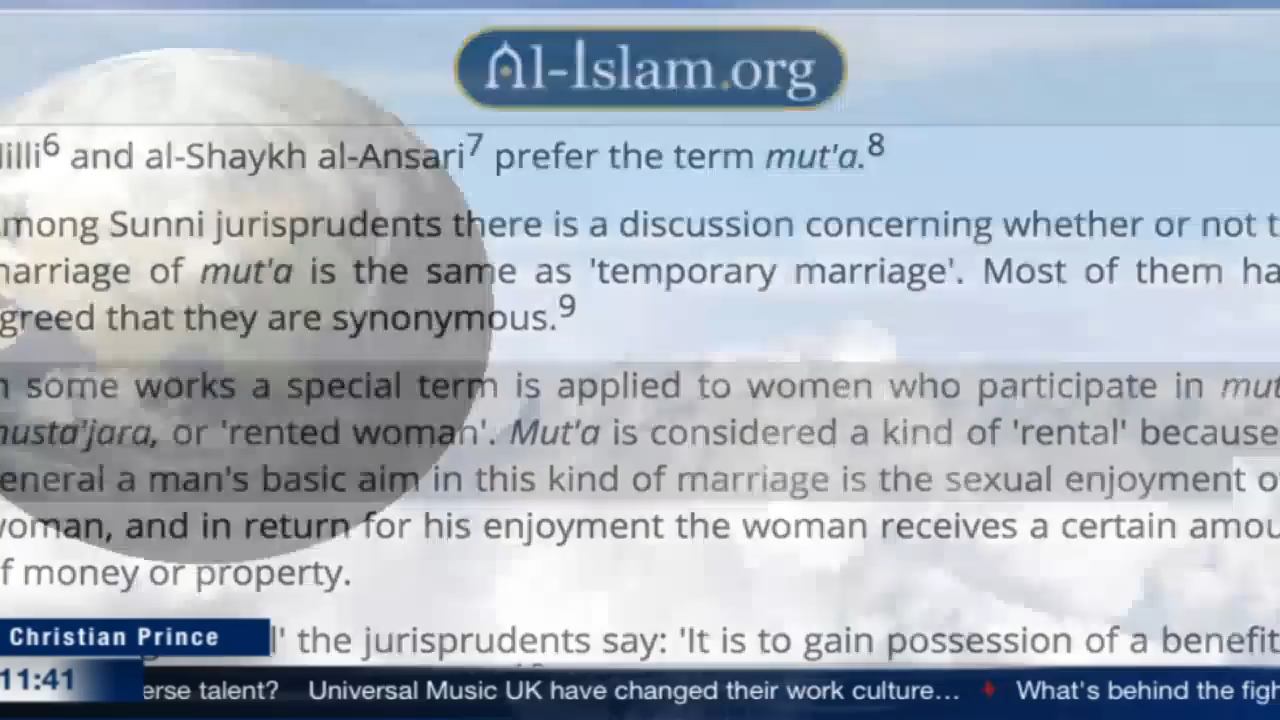 Al-Islam.org
illi6 and al-Shaykh al-Ansari7 prefer the term mut'a.8
mong Sunni jurisprudents there is a discussion concerning whether or not t
arriage of mut'a is the same as 'temporary marriage'. Most of them ha
greed that they are synonymous.9
n some works a special term is applied to women who participate in mut
usta'jara, or 'rented woman'. Mut'a is considered a kind of 'rental' because
eneral a man's basic aim in this kind of marriage is the sexual enjoyment o
woman, and in return for his enjoyment the woman receives a certain amou
f money or property.
l' the jurisprudents say: 'It is to gain possession of a benefit
Christian Prince
11:41
erse talent? Universal Music UK have changed their work culture... What's behind the figh